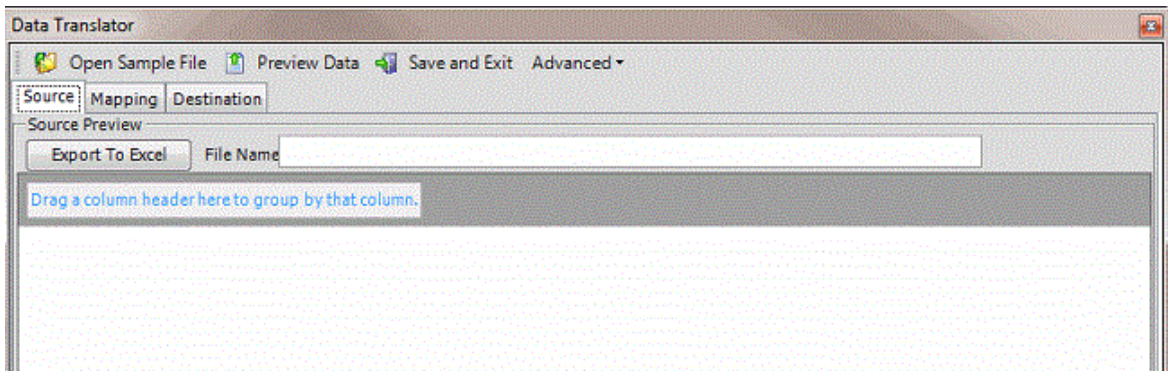 Data Translator
Open Sample File Preview Data Save and Exit Advanced
Source Mapping Destination
Source Preview
Export To Excel File Name
Drag a column header here to group by that column.